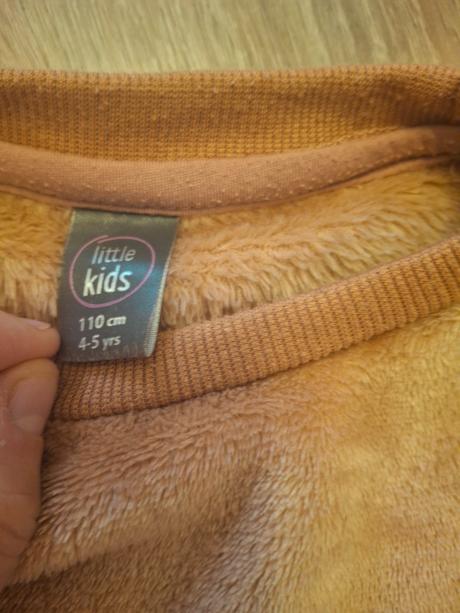 little
kids
110 cm
4-5 yrs